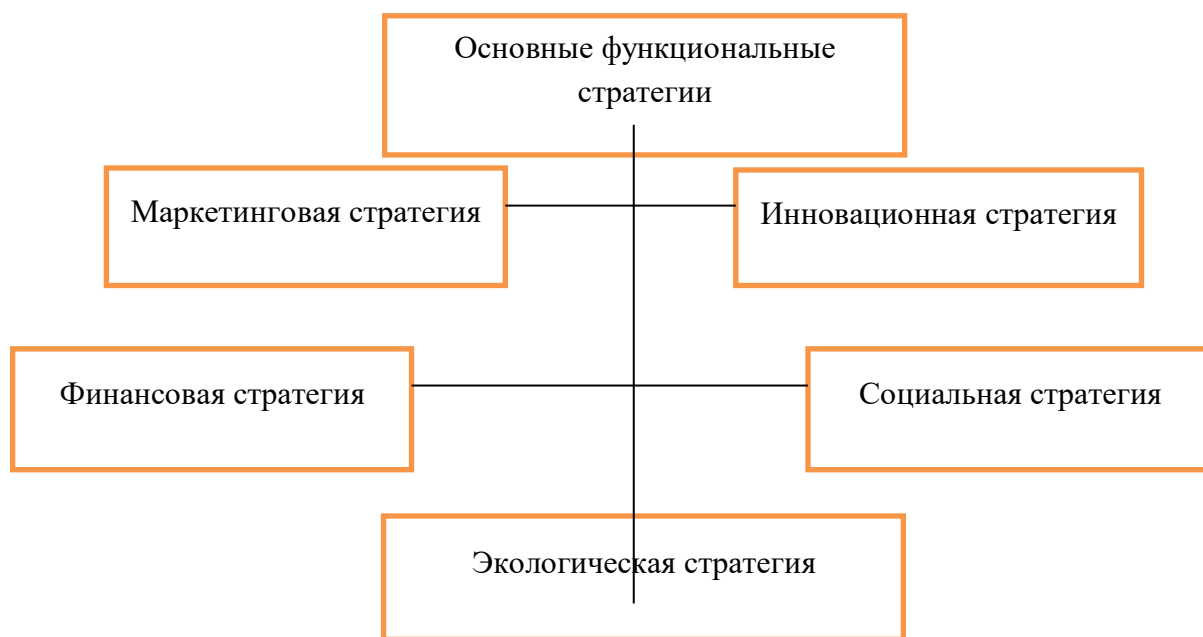 Основные функциональные
стратегии
Маркетинговая стратегия
Инновационная стратегия
Финансовая стратегия
Социальная стратегия
Экологическая стратегия